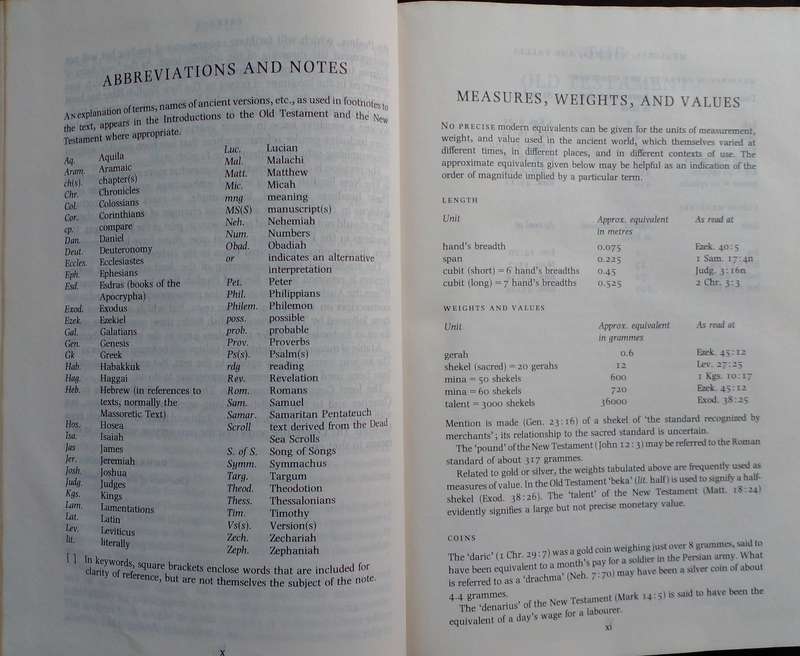 ABBREVIATIONS AND NOTES
AN explanation of terms, names of ancient versions, etc., as used in footnotes to
the text, appears in the Introductions to the Old Testament and the New
Testament where appropriate.
Aq. Aquila
Aram. Aramaic
ch(s). chapter(s)
Chr. Chronicles
Col. Colossians
Cor. Corinthians
cp. compare
Dan. Daniel
Deut. Deuteronomy
Eccles. Ecclesiastes
Eph. Ephesians
Esd. Esdras (books of the
Apocrypha)
Exod. Exodus
Ezek. Ezekiel
Gal. Galatians
Gen. Genesis
Gk Greek
Hab. Habakkuk
Hag. Haggai
Heb. Hebrew (in references to
texts, normally the
Massoretic Text)
Hos. Hosea
Isa. Isaiah
Jas James
Jer. Jeremiah
Josh. Joshua
Judg. Judges
Kgs. Kings
Lam. Lamentations
Lat. Latin
Lev. Leviticus
lit. literally
Luc. Lucian
Mal. Malachi
Matt. Matthew
Mic. Micah
mng meaning
MS(S) manuscript(s)
Neh. Nehemiah
Num. Numbers
Obad. Obadiah
or indicates an alternative
interpretation
Pet. Peter
Phil. Philippians
Philem. Philemon
poss. possible
prob. probable
Prov. Proverbs
Ps(s). Psalm(s)
rdg reading
Rev. Revelation
Rom. Romans
Sam. Samuel
Samar. Samaritan Pentateuch
Scroll text derived from the Dead
Sea Scrolls
S. of S. Song of Songs
Symm. Symmachus
Targ. Targum
Theod. Theodotion
Thess. Thessalonians
Tim. Timothy
Vs(s). Version(s)
Zech. Zechariah
Zeph. Zephaniah
[ ] In keywords, square brackets enclose words that are included for
clarity of reference, but are not themselves the subject of the note.
x
MEASURES, WEIGHTS, AND VALUES
NO PRECISE modern equivalents can be given for the units of measurement,
weight, and value used in the ancient world, which themselves varied at
different times, in different places, and in different contexts of use. The
approximate equivalents given below may be helpful as an indication of the
order of magnitude implied by a particular term.
LENGTH
Unit Approx. equivalent As read at
in metres
hand's breadth 0.075 Ezek. 40:5
span 0.225 1 Sam. 17:4n
cubit (short) = 6 hand's breadths 0.45 Judg. 3:16n
cubit (long) = 7 hand's breadths 0.525 2 Chr. 3:3
WEIGHTS AND VALUES
Unit Approx. equivalent As read at
in grammes
gerah 0.6 Ezek. 45:12
shekel (sacred) = 20 gerahs 12 Lev. 27:25
mina = 50 shekels 600 1 Kgs. 10:17
mina = 60 shekels 720 Ezek. 45:12
talent = 3000 shekels 36000 Exod. 38:25
Mention is made (Gen. 23:16) of a shekel of 'the standard recognized by
merchants'; its relationship to the sacred standard is uncertain.
The 'pound' of the New Testament (John 12:3) may be referred to the Roman
standard of about 317 grammes.
Related to gold or silver, the weights tabulated above are frequently used as
measures of value. In the Old Testament 'beka' (lit. half) is used to signify a half-
shekel (Exod. 38:26). The 'talent' of the New Testament (Matt. 18:24)
evidently signifies a large but not precise monetary value.
COINS
The 'daric' (1 Chr. 29:7) was a gold coin weighing just over 8 grammes, said to
have been equivalent to a month's pay for a soldier in the Persian army. What
is referred to as a 'drachma' (Neh. 7:70) may have been a silver coin of about
4.4 grammes.
The 'denarius' of the New Testament (Mark 14:5) is said to have been the
equivalent of a day's wage for a labourer.
xi